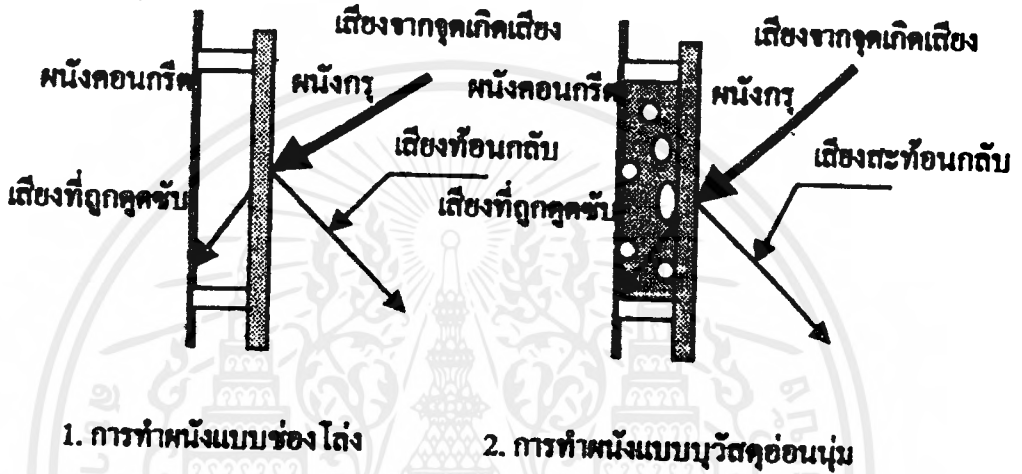 เสียงจากจุดเกิดเสียง
ผนังคอนกรีต
ผนังกรุ
เสียงท้อนกลับ
เสียงที่ถูกดูดซับ
1. การทำผนังแบบช่องโล่ง
เสียงจากจุดเกิดเสียง
ผนังคอนกรีต
ผนังกรุ
เสียงสะท้อนกลับ
เสียงที่ถูกดูดซับ
2. การทำผนังแบบบุวัสดุอ่อนนุ่ม